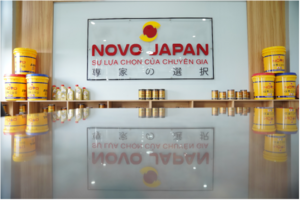 NOVO JAPAN
SỰ LỰA CHỌN CỦA CHUYÊN GIA
専家の選択